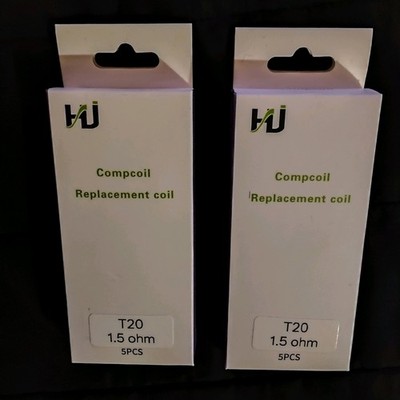 HJ
Compcoil
Replacement coil
T20
1.5 ohm
5PCS
HJ
Compcoil
Replacement coil
T20
1.5 ohm
5PCS